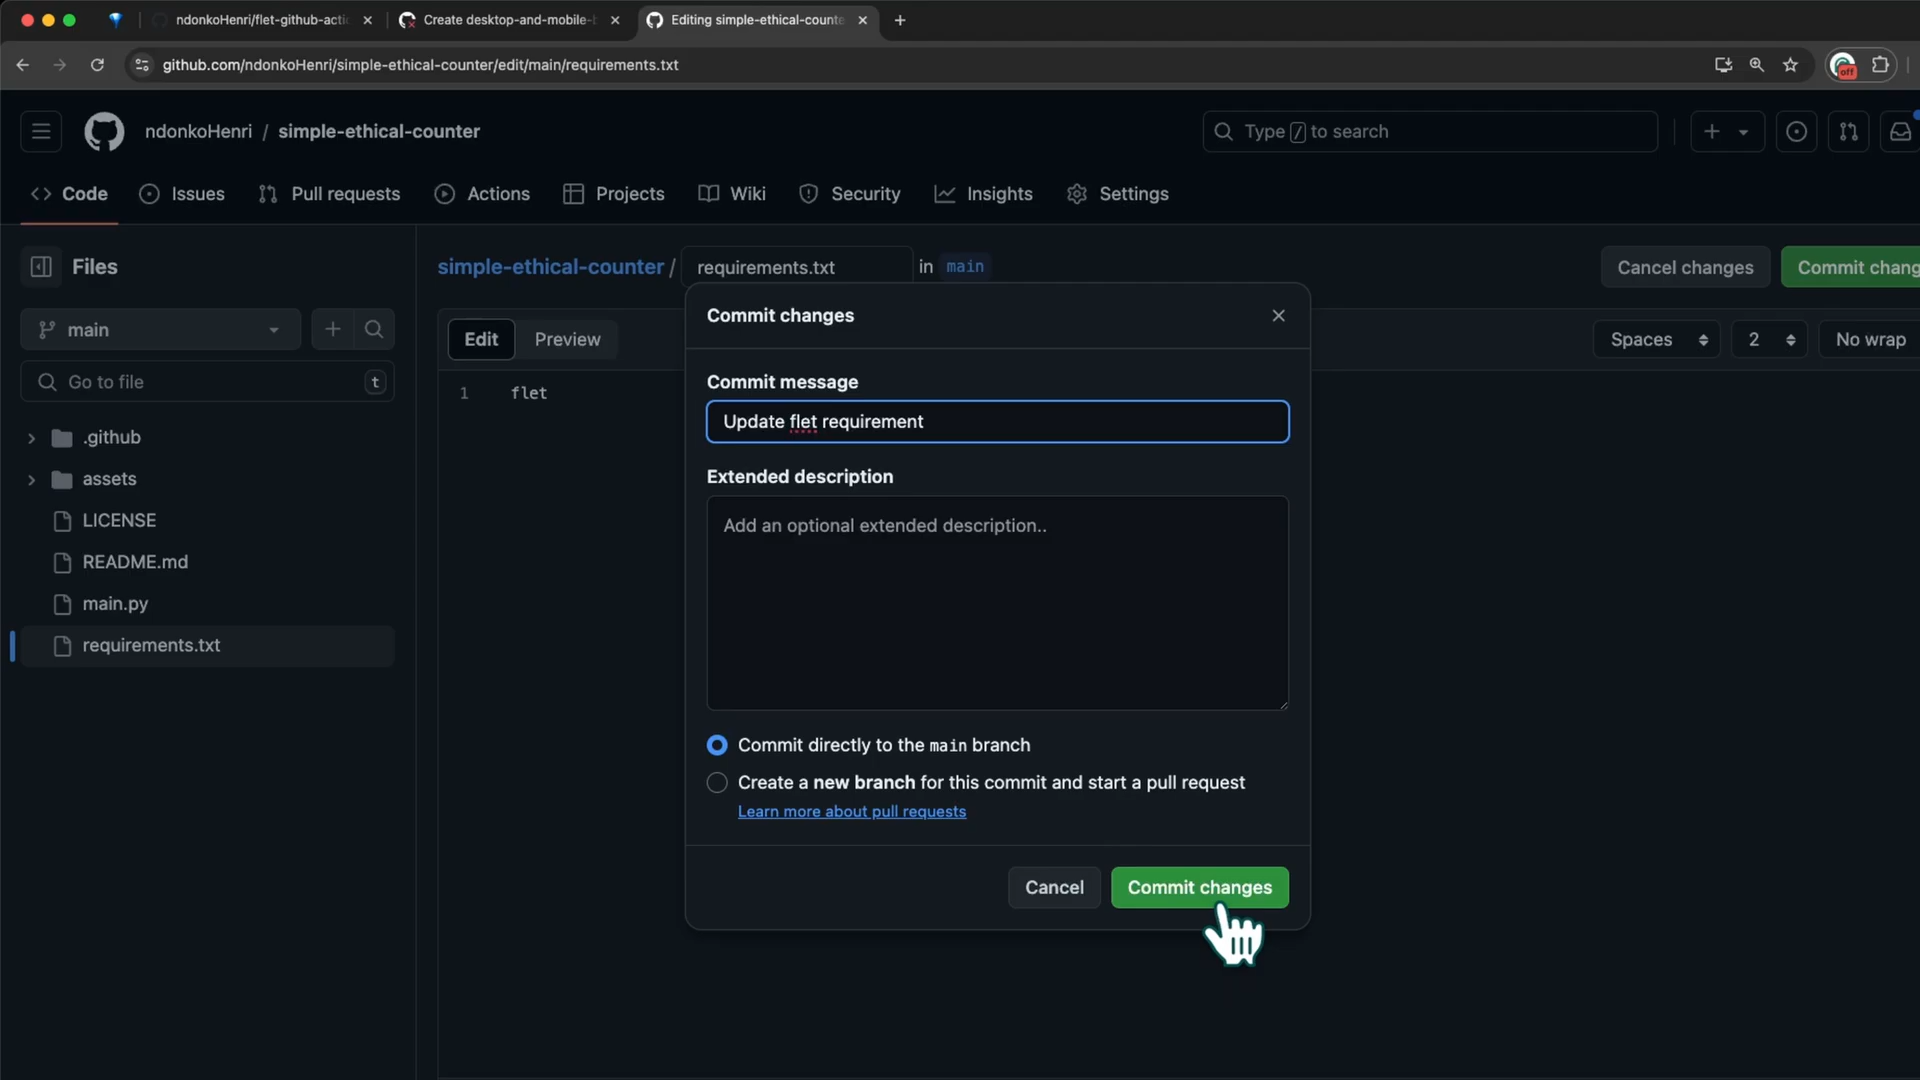 ndonkoHenri/flet-github-actic
Create desktop-and-mobile-b
Editing simple-ethical-counte
github.com/ndonkoHenri/simple-ethical-counter/edit/main/requirements.txt
off
ndonkoHenri / simple-ethical-counter
Type / to search
Code
Issues
Pull requests
Actions
Projects
Wiki
Security
Insights
Settings
Files
simple-ethical-counter / requirements.txt in main
Cancel changes
Commit chang
main
Go to file
t
.github
assets
LICENSE
README.md
main.py
requirements.txt
Edit
Preview
Spaces
2
No wrap
1 flet
Commit changes
Commit message
Update flet requirement
Extended description
Add an optional extended description..
Commit directly to the main branch
Create a new branch for this commit and start a pull request
Learn more about pull requests
Cancel
Commit changes